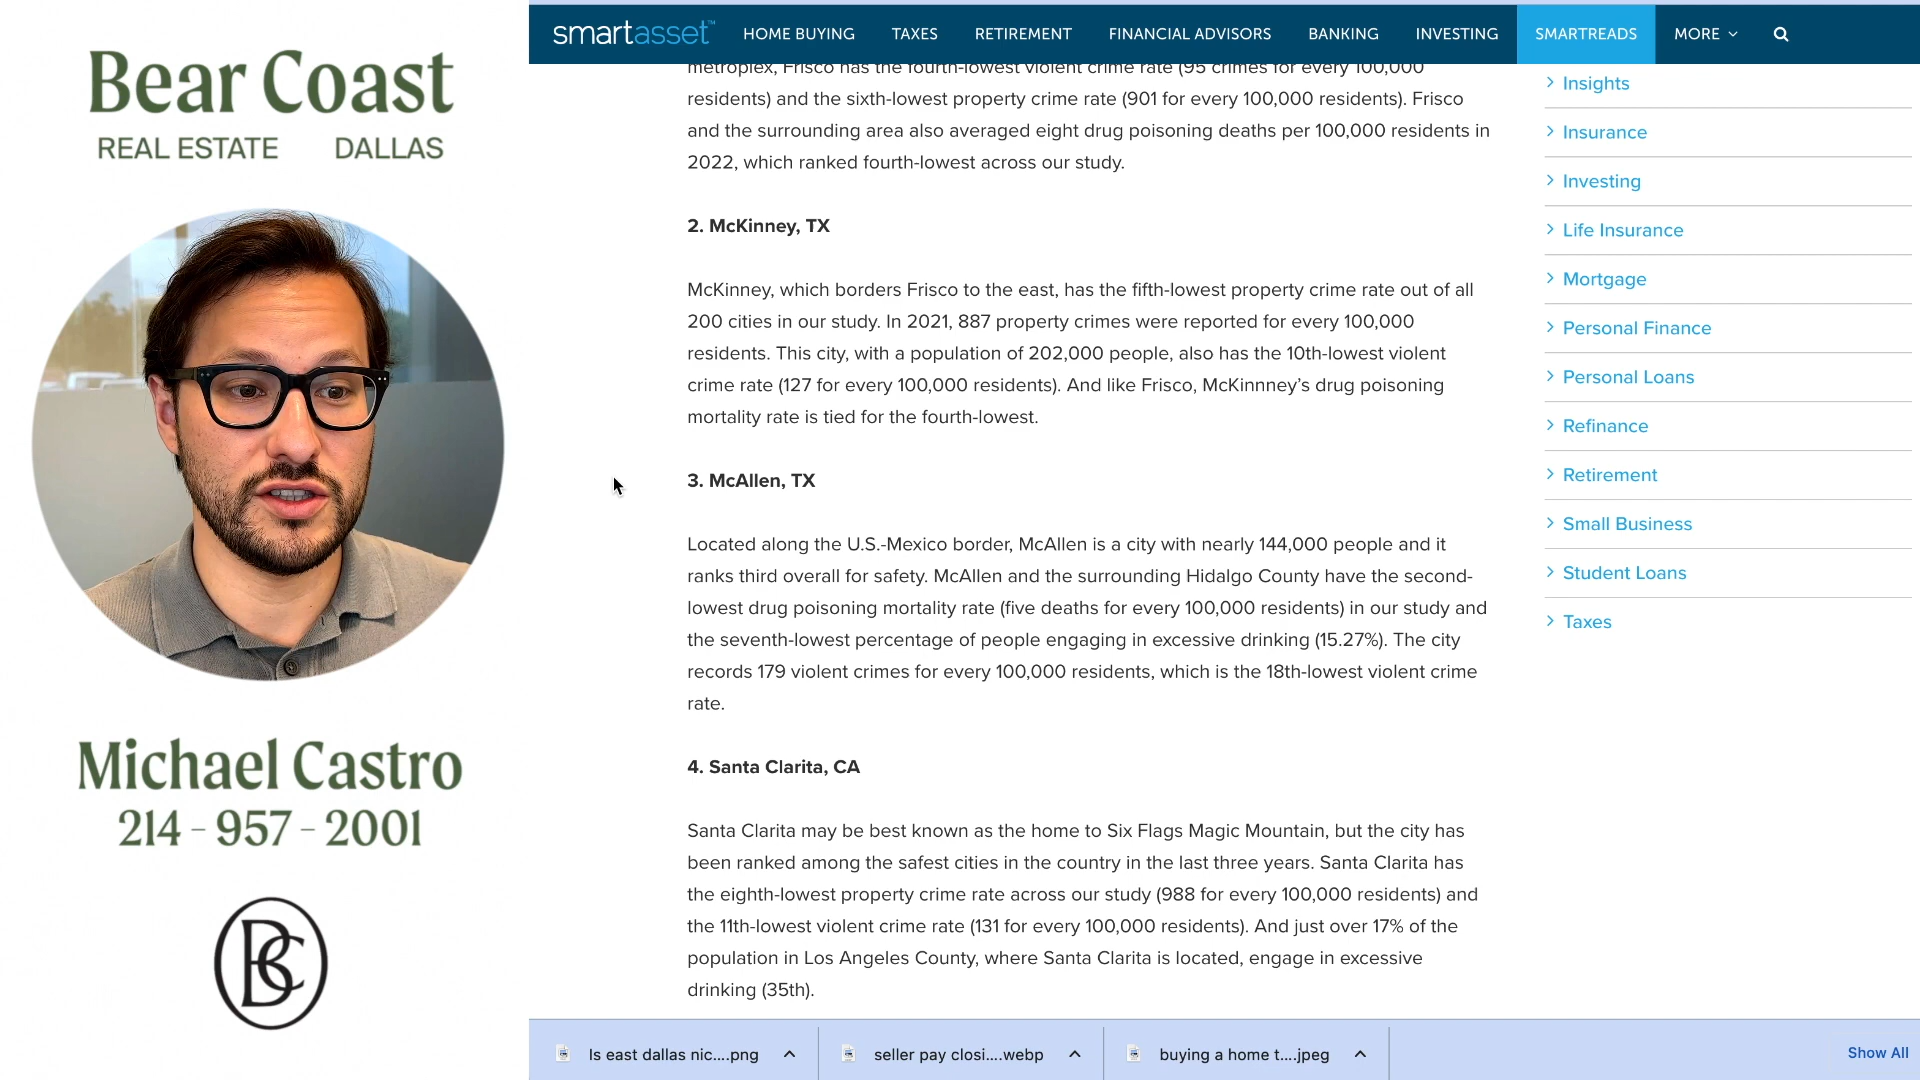 Bear Coast
REAL ESTATE DALLAS
Michael Castro
214 - 957 - 2001
BC
smartasset™ HOME BUYING TAXES RETIREMENT FINANCIAL ADVISORS BANKING INVESTING SMARTREADS MORE
metroplex, Frisco has the fourth-lowest violent crime rate (95 crimes for every 100,000
residents) and the sixth-lowest property crime rate (901 for every 100,000 residents). Frisco
and the surrounding area also averaged eight drug poisoning deaths per 100,000 residents in
2022, which ranked fourth-lowest across our study.
2. McKinney, TX
McKinney, which borders Frisco to the east, has the fifth-lowest property crime rate out of all
200 cities in our study. In 2021, 887 property crimes were reported for every 100,000
residents. This city, with a population of 202,000 people, also has the 10th-lowest violent
crime rate (127 for every 100,000 residents). And like Frisco, McKinnney’s drug poisoning
mortality rate is tied for the fourth-lowest.
3. McAllen, TX
Located along the U.S.-Mexico border, McAllen is a city with nearly 144,000 people and it
ranks third overall for safety. McAllen and the surrounding Hidalgo County have the second-
lowest drug poisoning mortality rate (five deaths for every 100,000 residents) in our study and
the seventh-lowest percentage of people engaging in excessive drinking (15.27%). The city
records 179 violent crimes for every 100,000 residents, which is the 18th-lowest violent crime
rate.
4. Santa Clarita, CA
Santa Clarita may be best known as the home to Six Flags Magic Mountain, but the city has
been ranked among the safest cities in the country in the last three years. Santa Clarita has
the eighth-lowest property crime rate across our study (988 for every 100,000 residents) and
the 11th-lowest violent crime rate (131 for every 100,000 residents). And just over 17% of the
population in Los Angeles County, where Santa Clarita is located, engage in excessive
drinking (35th).
Insights
Insurance
Investing
Life Insurance
Mortgage
Personal Finance
Personal Loans
Refinance
Retirement
Small Business
Student Loans
Taxes
Is east dallas nic....png seller pay closi....webp buying a home t....jpeg Show All